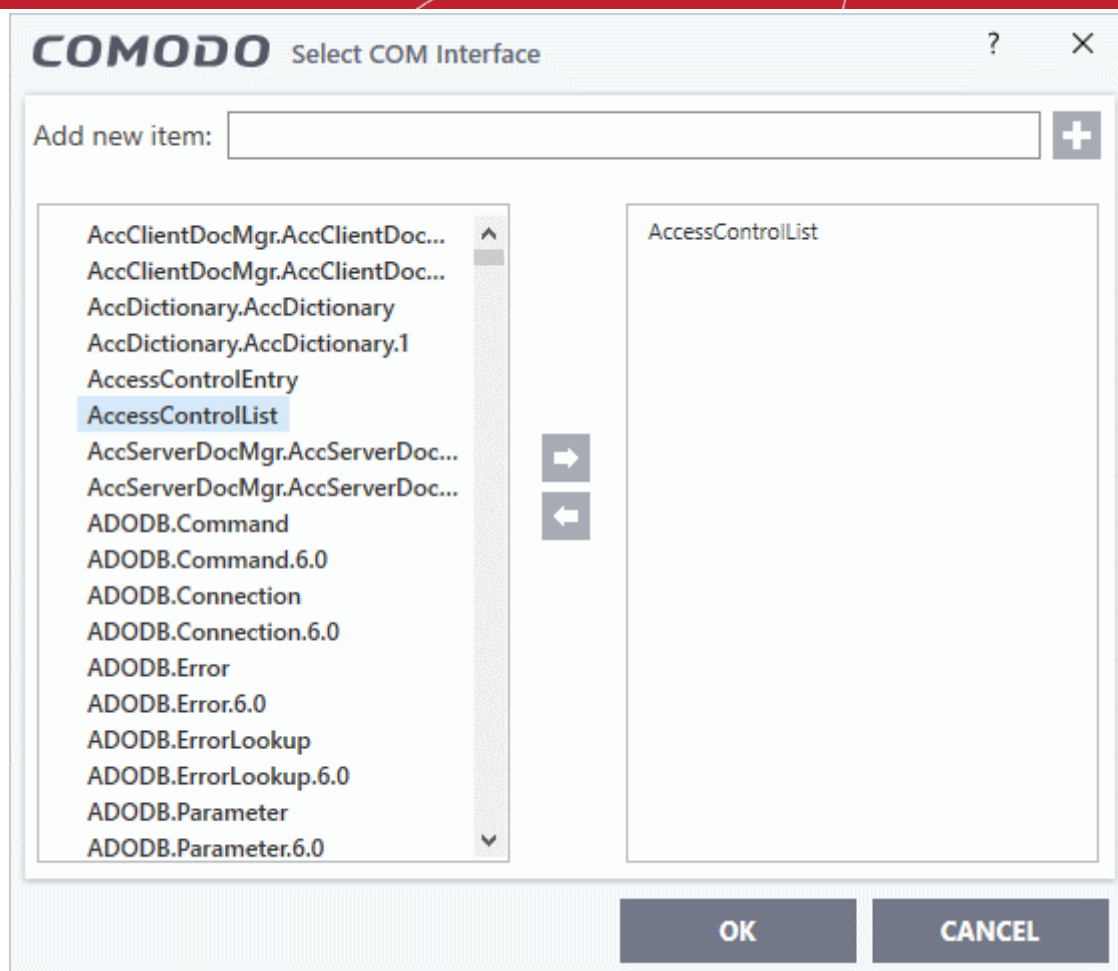 COMODO Select COM Interface ? X
Add new item:
AccClientDocMgr.AccClientDoc...
AccClientDocMgr.AccClientDoc...
AccDictionary.AccDictionary
AccDictionary.AccDictionary.1
AccessControlEntry
AccessControlList
AccServerDocMgr.AccServerDoc...
AccServerDocMgr.AccServerDoc...
ADODB.Command
ADODB.Command.6.0
ADODB.Connection
ADODB.Connection.6.0
ADODB.Error
ADODB.Error.6.0
ADODB.ErrorLookup
ADODB.ErrorLookup.6.0
ADODB.Parameter
ADODB.Parameter.6.0
AccessControlList
OK CANCEL